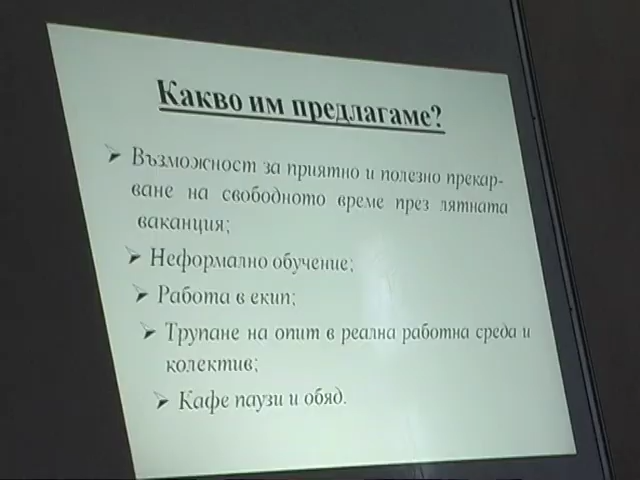 Какво им предлагаме?
➢ Възможност за приятно и полезно прекар-
ване на свободното време през лятната
ваканция;
➢ Неформално обучение;
➢ Работа в екип;
➢ Трупане на опит в реална работна среда и
колектив;
➢ Кафе паузи и обяд.